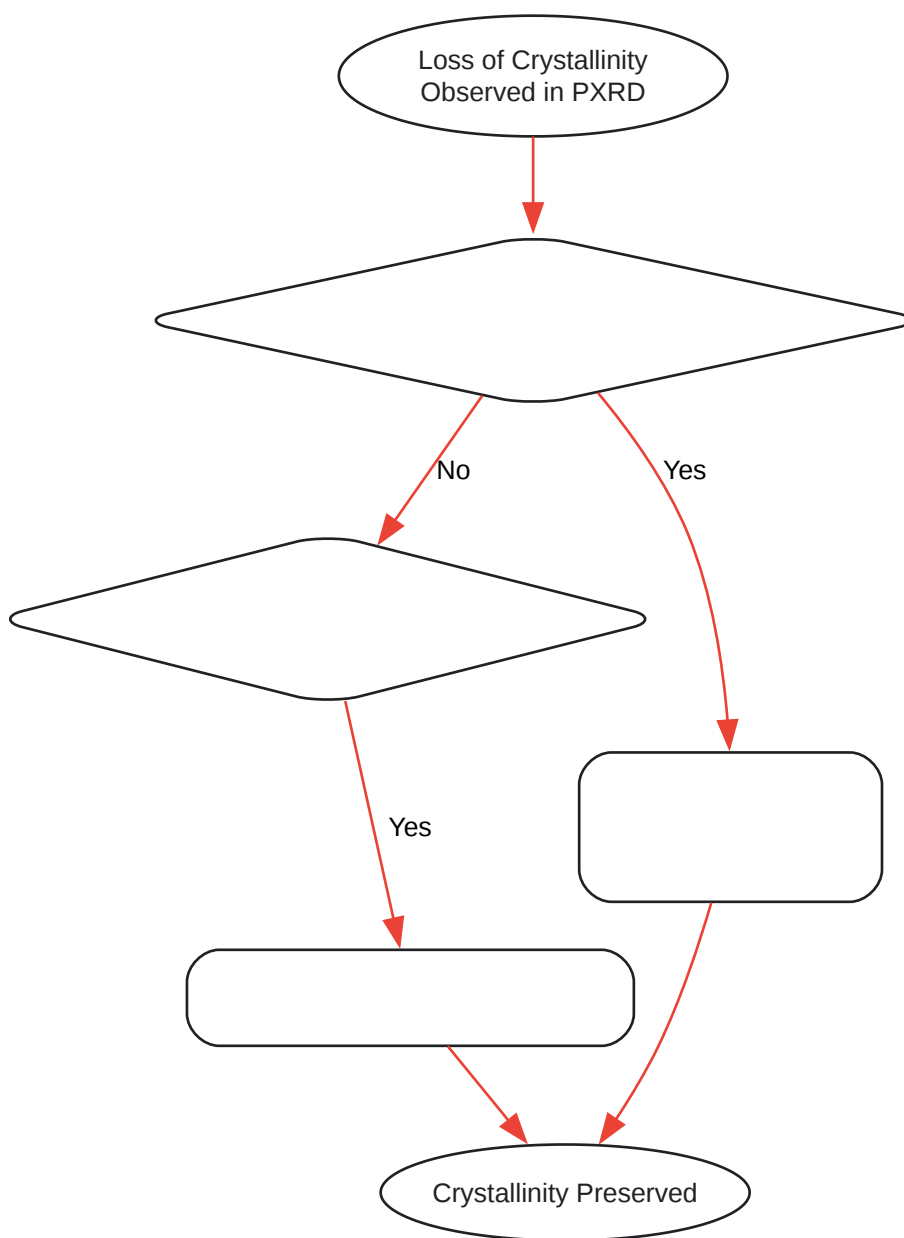 Loss of Crystallinity
Observed in PXRD
No
Yes
Yes
Crystallinity Preserved